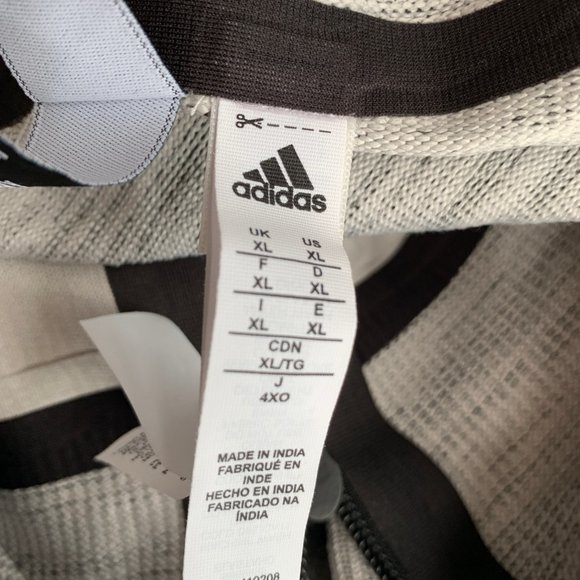 adidas
UK US
XL XL
F D
XL XL
I E
XL XL
CDN
XL/TG
J
4XO
MADE IN INDIA
FABRIQUÉ EN
INDE
HECHO EN INDIA
FABRICADO NA
ÍNDIA